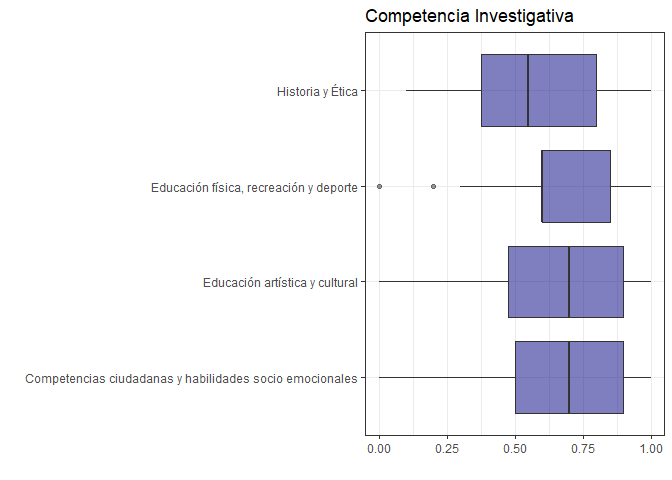 Competencia Investigativa
Historia y Ética
Educación física, recreación y deporte
Educación artística y cultural
Competencias ciudadanas y habilidades socio emocionales
0.00 0.25 0.50 0.75 1.00